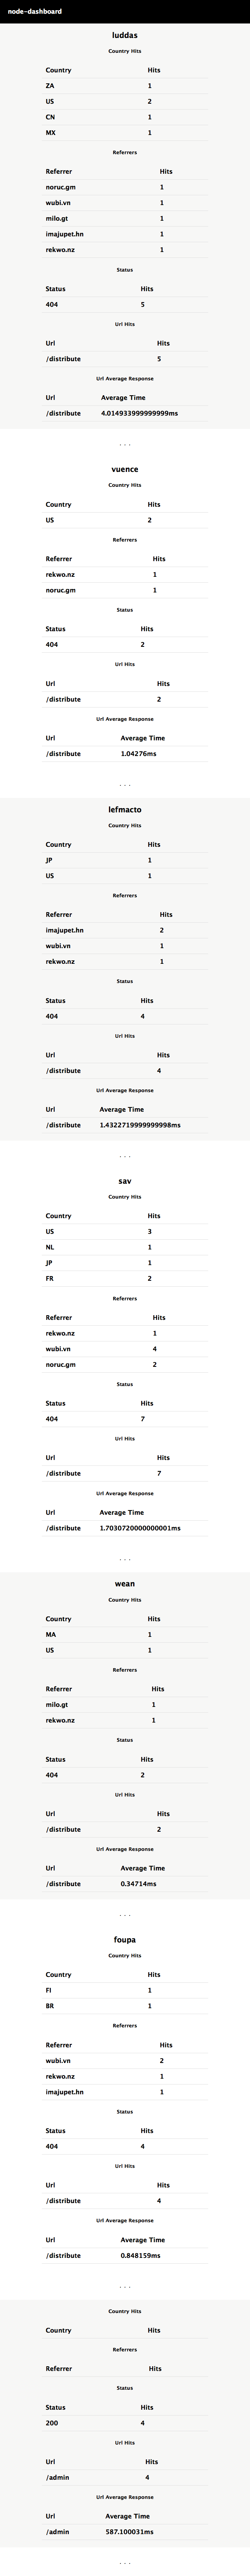 node-dashboard
luddas
Country Hits
Country Hits
ZA 1
US 2
CN 1
MX 1
Referrers
Referrer Hits
noruc.gm 1
wubi.vn 1
milo.gt 1
imajupet.hn 1
rekwo.nz 1
Status
Status Hits
404 5
Url Hits
Url Hits
/distribute 5
Url Average Response
Url Average Time
/distribute 4.014933999999999ms
...
vuence
Country Hits
Country Hits
US 2
Referrers
Referrer Hits
rekwo.nz 1
noruc.gm 1
Status
Status Hits
404 2
Url Hits
Url Hits
/distribute 2
Url Average Response
Url Average Time
/distribute 1.04276ms
...
lefmacto
Country Hits
Country Hits
JP 1
US 1
Referrers
Referrer Hits
imajupet.hn 2
wubi.vn 1
rekwo.nz 1
Status
Status Hits
404 4
Url Hits
Url Hits
/distribute 4
Url Average Response
Url Average Time
/distribute 1.4322719999999998ms
...
sav
Country Hits
Country Hits
US 3
NL 1
JP 1
FR 2
Referrers
Referrer Hits
rekwo.nz 1
wubi.vn 4
noruc.gm 2
Status
Status Hits
404 7
Url Hits
Url Hits
/distribute 7
Url Average Response
Url Average Time
/distribute 1.7030720000000001ms
...
wean
Country Hits
Country Hits
MA 1
US 1
Referrers
Referrer Hits
milo.gt 1
rekwo.nz 1
Status
Status Hits
404 2
Url Hits
Url Hits
/distribute 2
Url Average Response
Url Average Time
/distribute 0.34714ms
...
foupa
Country Hits
Country Hits
FI 1
BR 1
Referrers
Referrer Hits
wubi.vn 2
rekwo.nz 1
imajupet.hn 1
Status
Status Hits
404 4
Url Hits
Url Hits
/distribute 4
Url Average Response
Url Average Time
/distribute 0.848159ms
...
Country Hits
Country Hits
Referrers
Referrer Hits
Status
Status Hits
200 4
Url Hits
Url Hits
/admin 4
Url Average Response
Url Average Time
/admin 587.100031ms
...